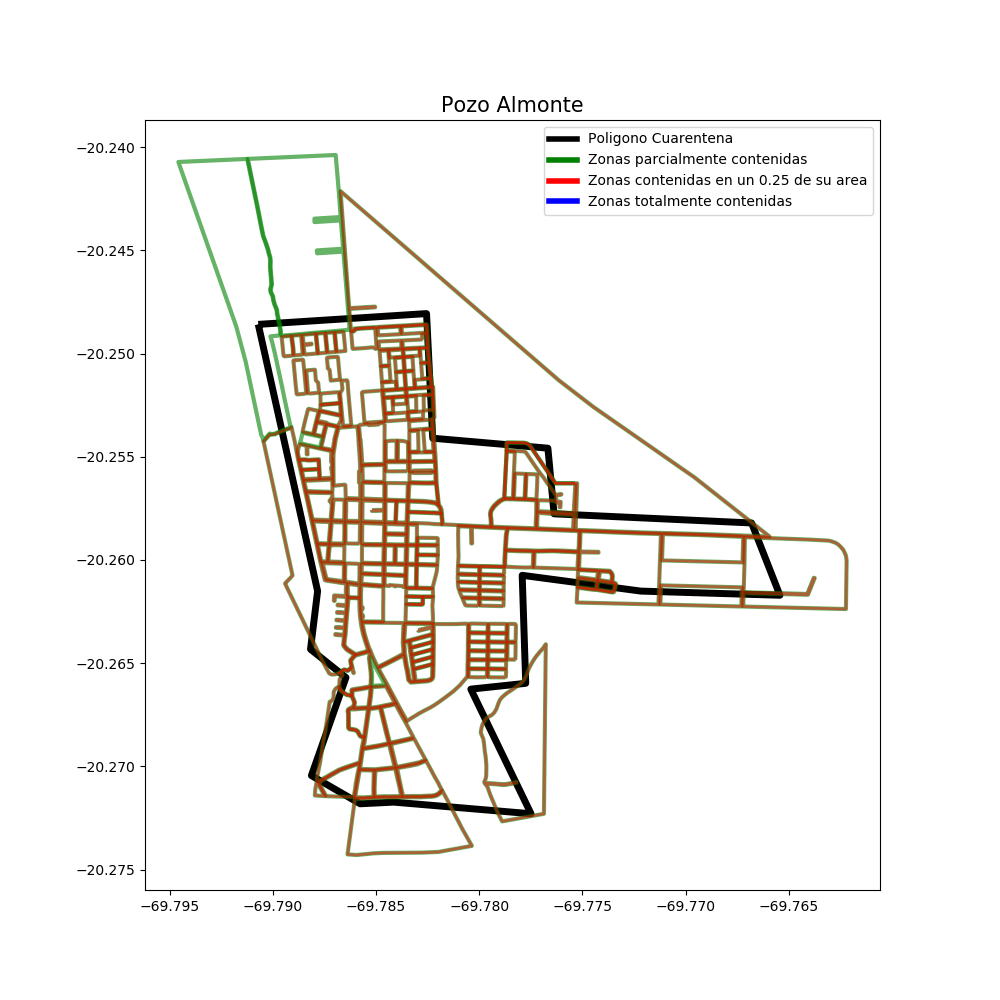 Pozo Almonte
Poligono Cuarentena
Zonas parcialmente contenidas
Zonas contenidas en un 0.25 de su area
Zonas totalmente contenidas
−20.240
−20.245
−20.250
−20.255
−20.260
−20.265
−20.270
−20.275
−69.795 −69.790 −69.785 −69.780 −69.775 −69.770 −69.765